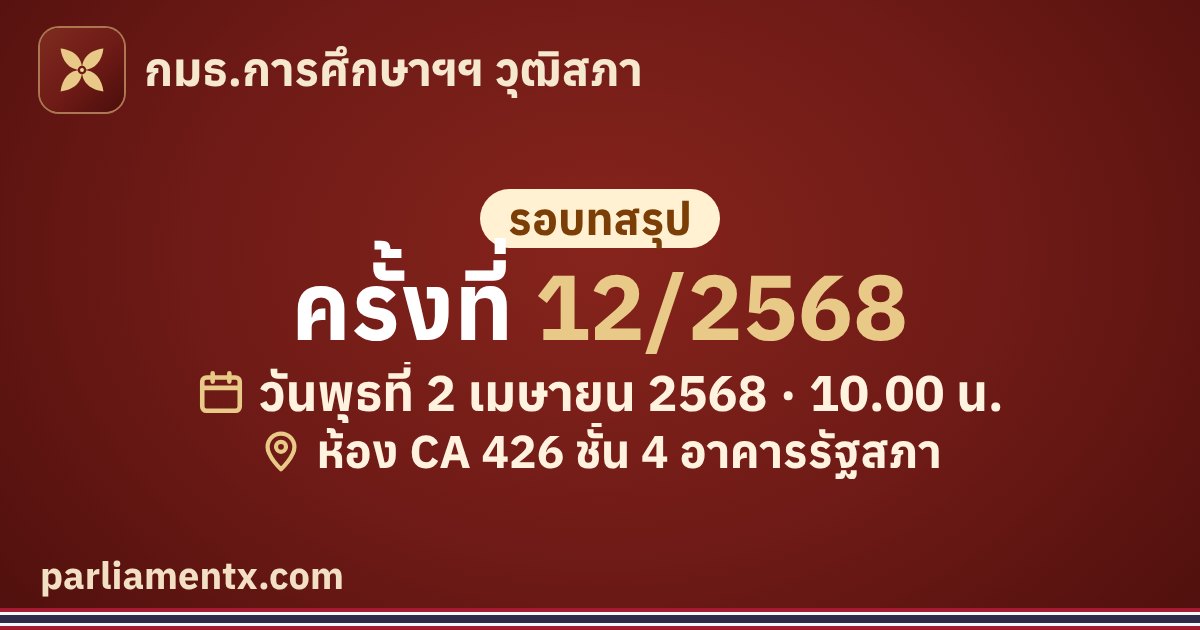 กมธ.การศึกษาฯฯ วุฒิสภา
รอบทสรุป
ครั้งที่ 12/2568
วันพุธที่ 2 เมษายน 2568 · 10.00 น.
ห้อง CA 426 ชั้น 4 อาคารรัฐสภา
parliamentx.com